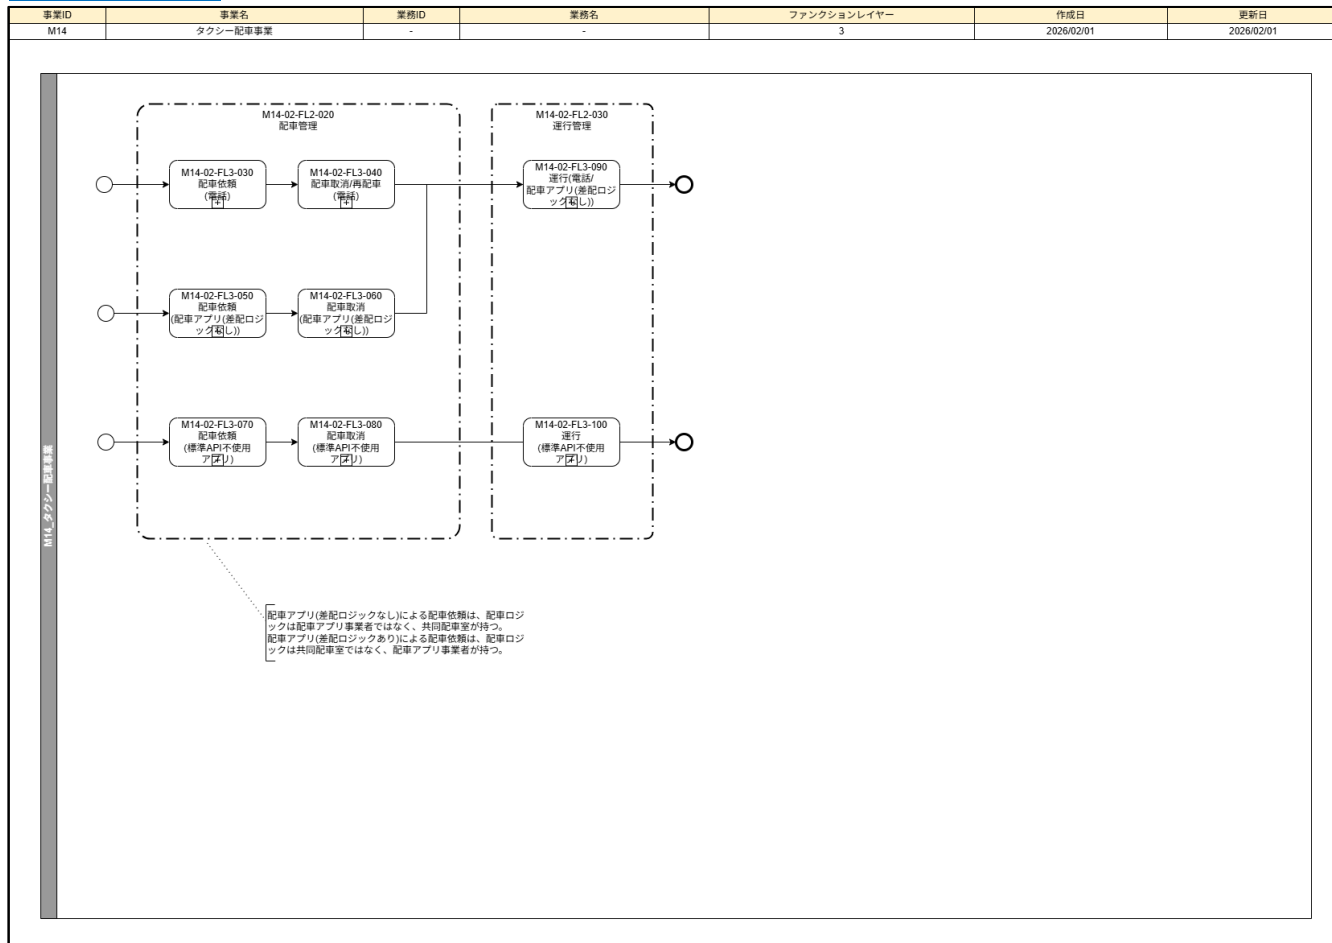 事業ID 事業名 業務ID 業務名 ファンクションレイヤー 作成日 更新日
M14 タクシー配車事業 - - 3 2026/02/01 2026/02/01
M14_タクシー配車事業
M14-02-FL2-020
配車管理
M14-02-FL2-030
運行管理
M14-02-FL3-030
配車依頼
(電話)
M14-02-FL3-040
配車取消/再配車
(電話)
M14-02-FL3-090
運行(電話/
配車アプリ(差配ロジ
ックなし))
M14-02-FL3-050
配車依頼
(配車アプリ(差配ロジ
ックなし))
M14-02-FL3-060
配車取消
(配車アプリ(差配ロジ
ックなし))
M14-02-FL3-070
配車依頼
(標準API不使用
アプリ)
M14-02-FL3-080
配車取消
(標準API不使用
アプリ)
M14-02-FL3-100
運行
(標準API不使用
アプリ)
配車アプリ(差配ロジックなし)による配車依頼は、配車ロジ
ックは配車アプリ事業者ではなく、共同配車室が持つ。
配車アプリ(差配ロジックあり)による配車依頼は、配車ロジ
ックは共同配車室ではなく、配車アプリ事業者が持つ。